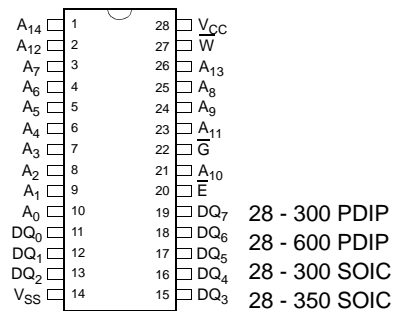 A14 1 28 VCC
A12 2 27 W̅
A7 3 26 A13
A6 4 25 A8
A5 5 24 A9
A4 6 23 A11
A3 7 22 G̅
A2 8 21 A10
A1 9 20 E̅
A0 10 19 DQ7
DQ0 11 18 DQ6
DQ1 12 17 DQ5
DQ2 13 16 DQ4
VSS 14 15 DQ3
28 - 300 PDIP
28 - 600 PDIP
28 - 300 SOIC
28 - 350 SOIC